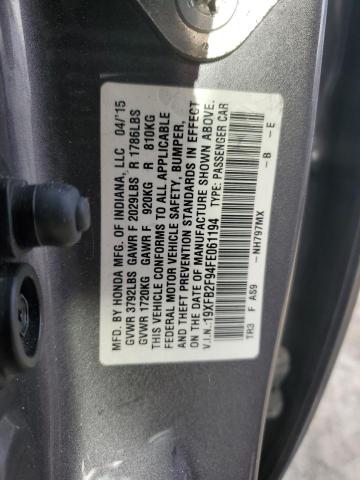 MFD. BY HONDA MFG. OF INDIANA, LLC 04/'15
GVWR 3792LBS GAWR F 2029LBS R 1786LBS
GVWR 1720KG GAWR F 920KG R 810KG
THIS VEHICLE CONFORMS TO ALL APPLICABLE
FEDERAL MOTOR VEHICLE SAFETY, BUMPER,
AND THEFT PREVENTION STANDARDS IN EFFECT
ON THE DATE OF MANUFACTURE SHOWN ABOVE.
V.I.N.:19XFB2F94FE061194 TYPE: PASSENGER CAR
NH797MX B E
TR3 F AS9